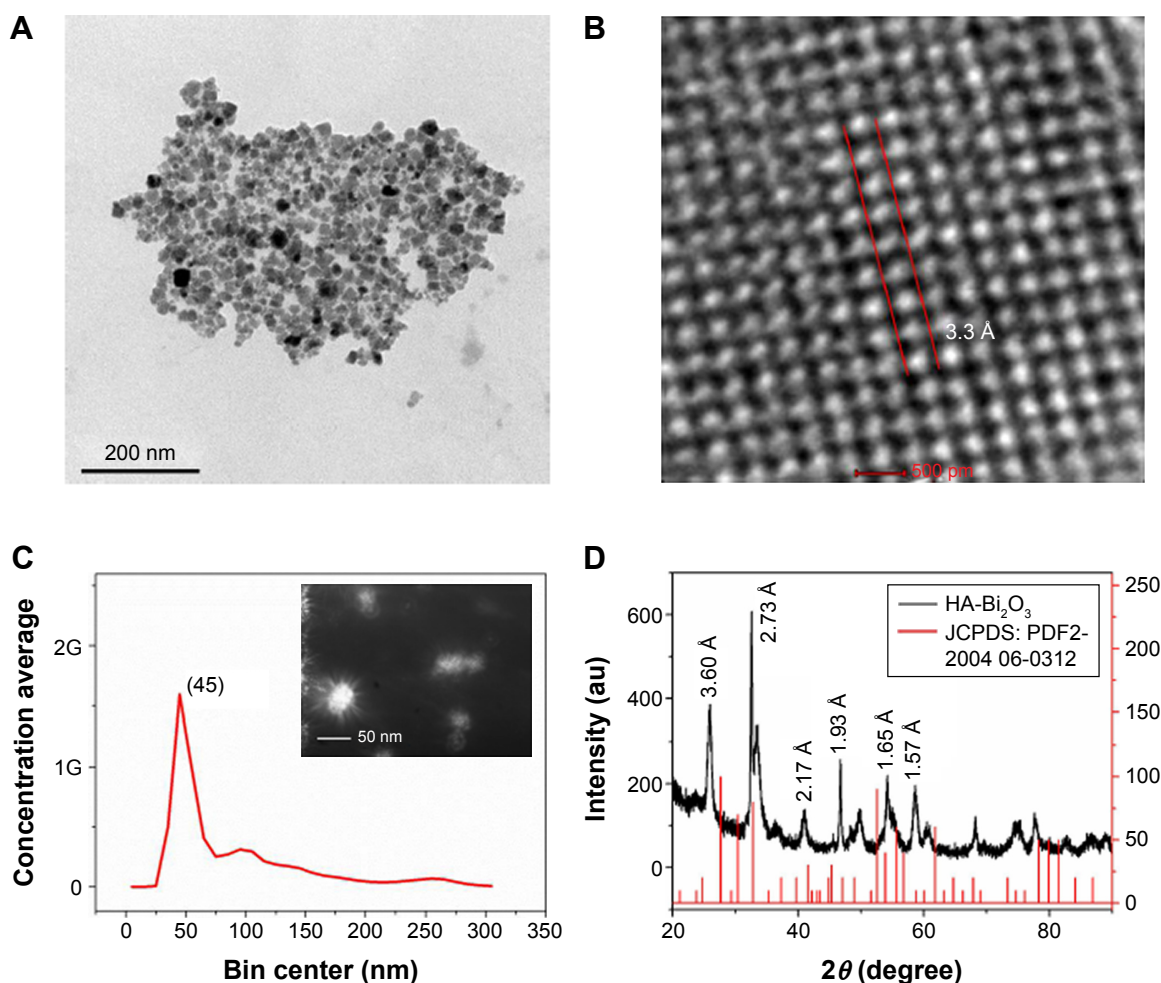 A
200 nm
B
3.3 Å
500 pm
C
Concentration average
2G
1G
0
(45)
50 nm
0 50 100 150 200 250 300 350
Bin center (nm)
D
Intensity (au)
600
400
200
0
3.60 Å
2.73 Å
2.17 Å
1.93 Å
1.65 Å
1.57 Å
HA-Bi₂O₃
JCPDS: PDF2-
2004 06-0312
250
200
150
100
50
0
20 40 60 80
2θ (degree)